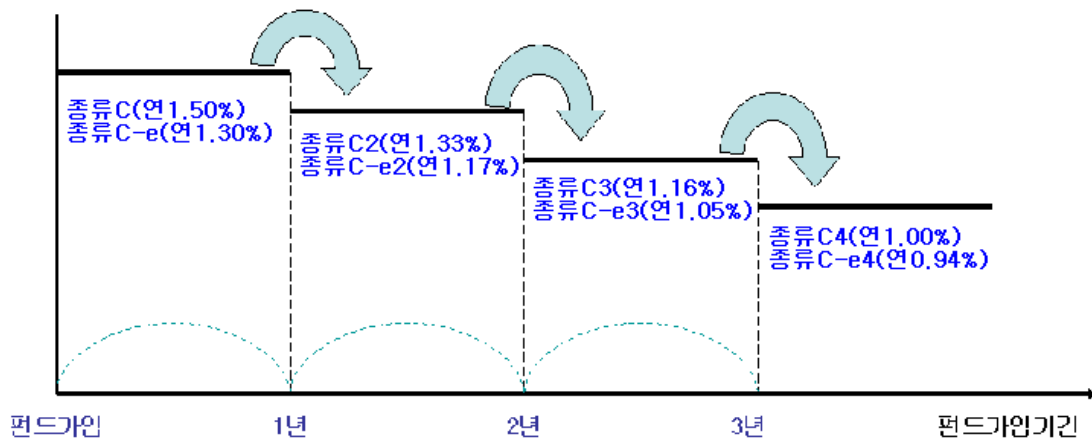 종류C(연1.50%)
종류C-e(연1.30%)
종류C2(연1.33%)
종류C-e2(연1.17%)
종류C3(연1.16%)
종류C-e3(연1.05%)
종류C4(연1.00%)
종류C-e4(연0.94%)
펀드가입
1년
2년
3년
펀드가입기간